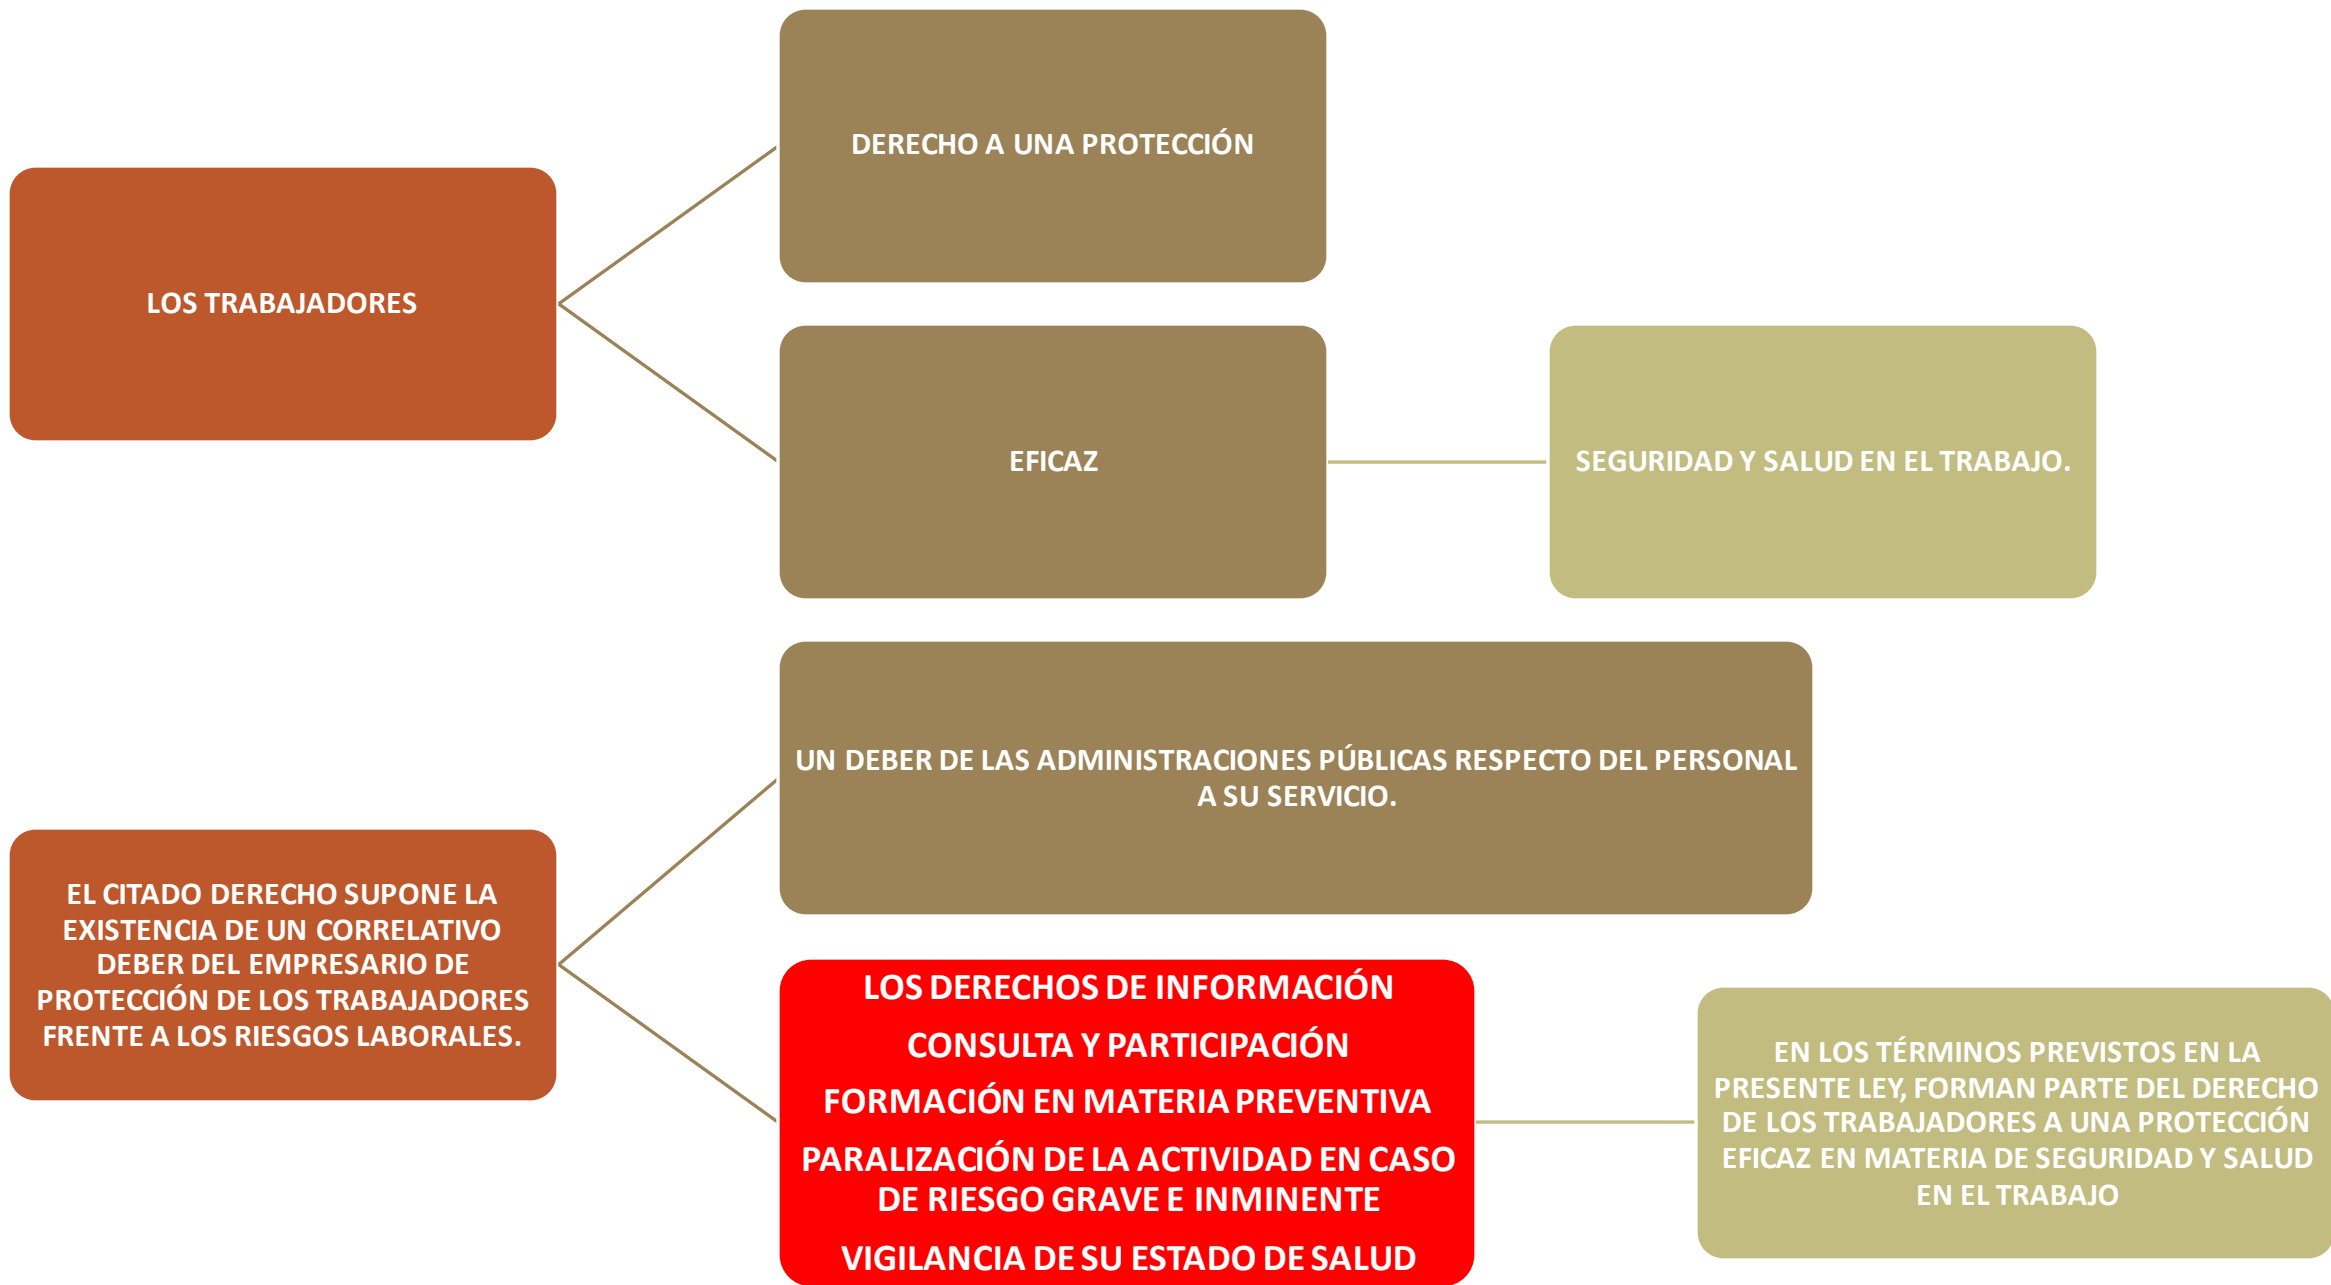 LOS TRABAJADORES
DERECHO A UNA PROTECCIÓN
EFICAZ
SEGURIDAD Y SALUD EN EL TRABAJO.
EL CITADO DERECHO SUPONE LA
EXISTENCIA DE UN CORRELATIVO
DEBER DEL EMPRESARIO DE
PROTECCIÓN DE LOS TRABAJADORES
FRENTE A LOS RIESGOS LABORALES.
UN DEBER DE LAS ADMINISTRACIONES PÚBLICAS RESPECTO DEL PERSONAL
A SU SERVICIO.
LOS DERECHOS DE INFORMACIÓN
CONSULTA Y PARTICIPACIÓN
FORMACIÓN EN MATERIA PREVENTIVA
PARALIZACIÓN DE LA ACTIVIDAD EN CASO
DE RIESGO GRAVE E INMINENTE
VIGILANCIA DE SU ESTADO DE SALUD
EN LOS TÉRMINOS PREVISTOS EN LA
PRESENTE LEY, FORMAN PARTE DEL DERECHO
DE LOS TRABAJADORES A UNA PROTECCIÓN
EFICAZ EN MATERIA DE SEGURIDAD Y SALUD
EN EL TRABAJO